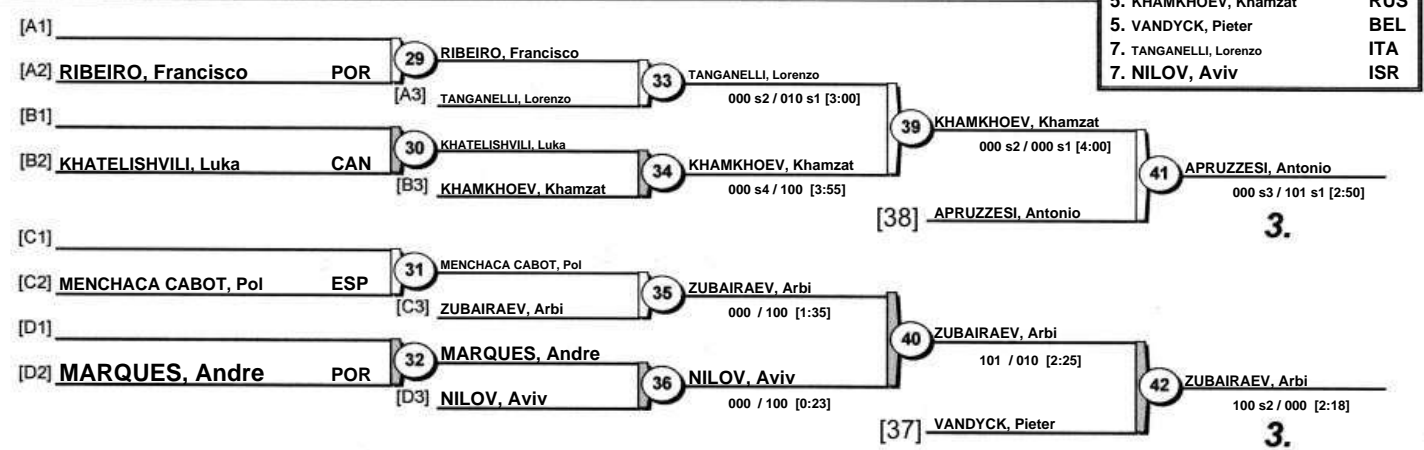 5. KHAMKHOEV, Khamzat RUS
5. VANDYCK, Pieter BEL
7. TANGANELLI, Lorenzo ITA
7. NILOV, Aviv ISR
[A1]
[A2] RIBEIRO, Francisco POR
29
RIBEIRO, Francisco
[A3] TANGANELLI, Lorenzo
33
TANGANELLI, Lorenzo
000 s2 / 010 s1 [3:00]
[B1]
[B2] KHATELISHVILI, Luka CAN
30
KHATELISHVILI, Luka
[B3] KHAMKHOEV, Khamzat
34
KHAMKHOEV, Khamzat
000 s4 / 100 [3:55]
39
KHAMKHOEV, Khamzat
000 s2 / 000 s1 [4:00]
[38] APRUZZESI, Antonio
41
APRUZZESI, Antonio
000 s3 / 101 s1 [2:50]
3.
[C1]
[C2] MENCHACA CABOT, Pol ESP
31
MENCHACA CABOT, Pol
[C3] ZUBAIRAEV, Arbi
35
ZUBAIRAEV, Arbi
000 / 100 [1:35]
[D1]
[D2] MARQUES, Andre POR
32
MARQUES, Andre
[D3] NILOV, Aviv
36
NILOV, Aviv
000 / 100 [0:23]
40
ZUBAIRAEV, Arbi
101 / 010 [2:25]
[37] VANDYCK, Pieter
42
ZUBAIRAEV, Arbi
100 s2 / 000 [2:18]
3.